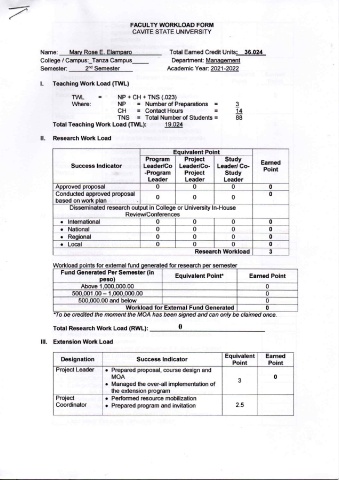 FACULTY WORKLOAD FORM
CAVITE STATE UNIVERSITY
Name: Mary Rose E. Elamparo Total Earned Credit Units: 36.024
College / Campus: Tanza Campus Department: Management
Semester: 2nd Semester Academic Year: 2021-2022
I. Teaching Work Load (TWL)
TWL = NP + CH + TNS (.023)
Where: NP = Number of Preparations = 3
CH = Contact Hours = 14
TNS = Total Number of Students = 88
Total Teaching Work Load (TWL): 19.024
II. Research Work Load
Success Indicator Equivalent Point Earned Point
Program Leader/Co-Program Leader Project Leader/Co-Project Leader Study Leader/ Co-Study Leader
Approved proposal 0 0 0 0
Conducted approved proposal based on work plan 0 0 0 0
Disseminated research output in College or University In-House Review/Conferences
• International 0 0 0 0
• National 0 0 0 0
• Regional 0 0 0 0
• Local 0 0 0 0
Research Workload 3
Workload points for external fund generated for research per semester
Fund Generated Per Semester (in peso) Equivalent Point* Earned Point
Above 1,000,000.00 0
500,001.00 – 1,000,000.00 0
500,000.00 and below 0
Workload for External Fund Generated 0
*To be credited the moment the MOA has been signed and can only be claimed once.
Total Research Work Load (RWL): 0
III. Extension Work Load
Designation Success Indicator Equivalent Point Earned Point
Project Leader • Prepared proposal, course design and MOA 3 0
• Managed the over-all implementation of the extension program
Project Coordinator • Performed resource mobilization 2.5
• Prepared program and invitation